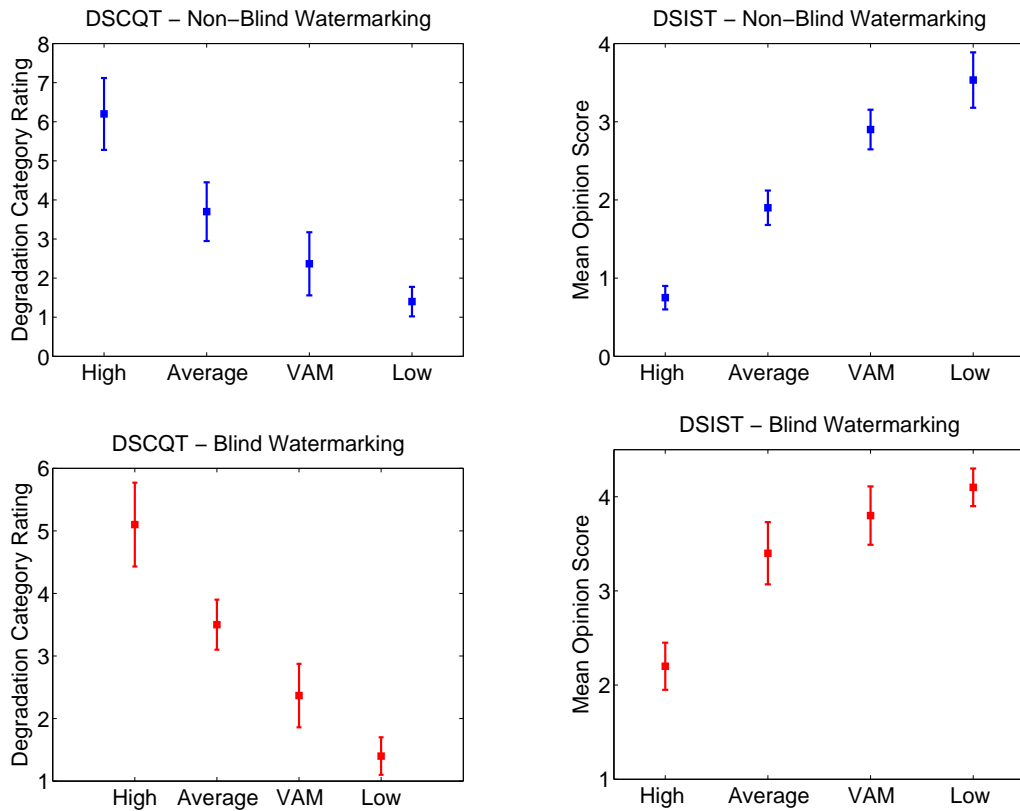 DSCQT – Non–Blind Watermarking
Degradation Category Rating
8
7
6
5
4
3
2
1
0
High Average VAM Low
DSIST – Non–Blind Watermarking
Mean Opinion Score
4
3
2
1
0
High Average VAM Low
DSCQT – Blind Watermarking
Degradation Category Rating
6
5
4
3
2
1
High Average VAM Low
DSIST – Blind Watermarking
Mean Opinion Score
4
3
2
1
High Average VAM Low